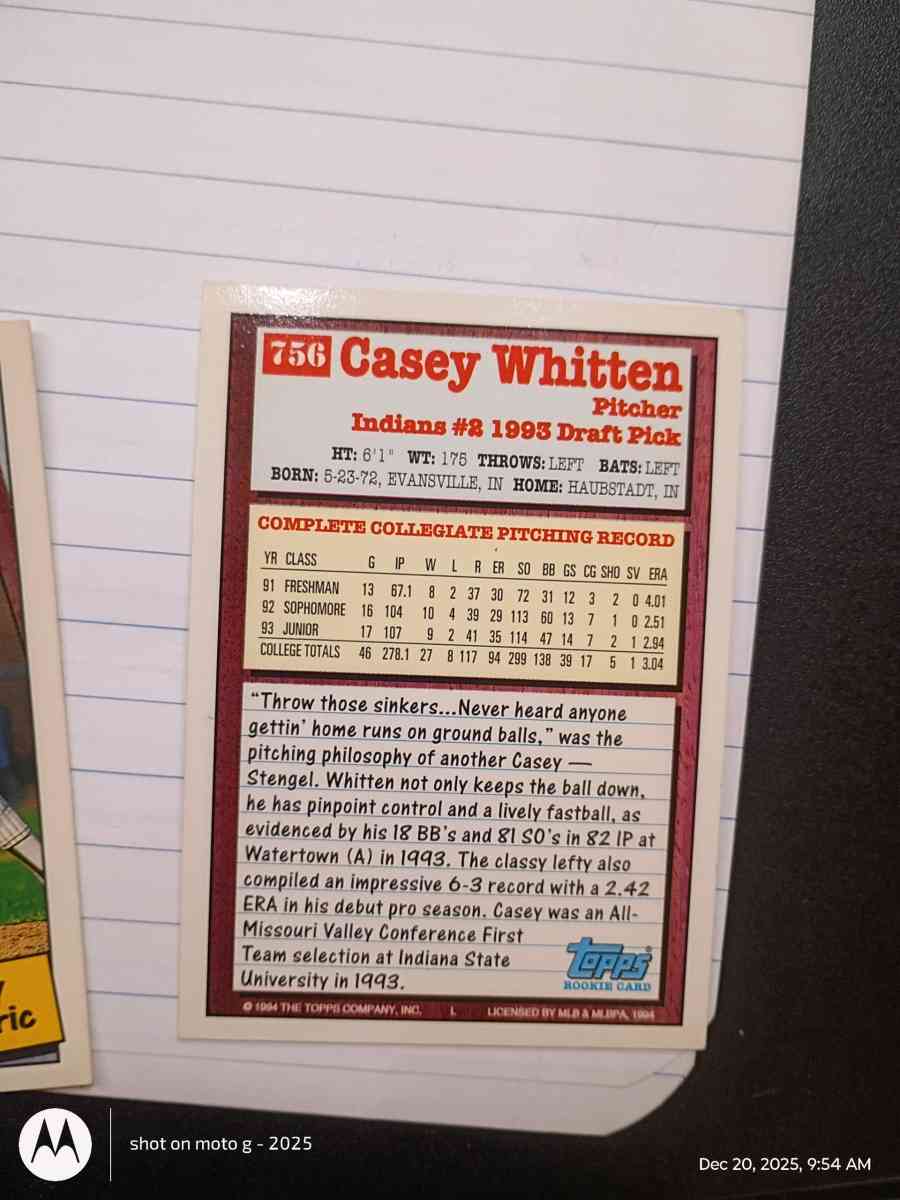 756 Casey Whitten
Pitcher
Indians #2 1993 Draft Pick
HT: 6'1" WT: 175 THROWS: LEFT BATS: LEFT
BORN: 5-23-72, EVANSVILLE, IN HOME: HAUBSTADT, IN
COMPLETE COLLEGIATE PITCHING RECORD
YR CLASS G IP W L R ER SO BB GS CG SHO SV ERA
91 FRESHMAN 13 67.1 8 2 37 30 72 31 12 3 2 0 4.01
92 SOPHOMORE 16 104 10 4 39 29 113 60 13 7 1 0 2.51
93 JUNIOR 17 107 9 2 41 35 114 47 14 7 2 1 2.94
COLLEGE TOTALS 46 278.1 27 8 117 94 299 138 39 17 5 1 3.04
"Throw those sinkers...Never heard anyone
gettin' home runs on ground balls," was the
pitching philosophy of another Casey —
Stengel. Whitten not only keeps the ball down,
he has pinpoint control and a lively fastball, as
evidenced by his 18 BB's and 81 SO's in 82 IP at
Watertown (A) in 1993. The classy lefty also
compiled an impressive 6-3 record with a 2.42
ERA in his debut pro season. Casey was an All-
Missouri Valley Conference First
Team selection at Indiana State
University in 1993.
Topps®
ROOKIE CARD
© 1994 THE TOPPS COMPANY, INC. L LICENSED BY MLB & MLBPA, 1994
ric
shot on moto g - 2025
Dec 20, 2025, 9:54 AM